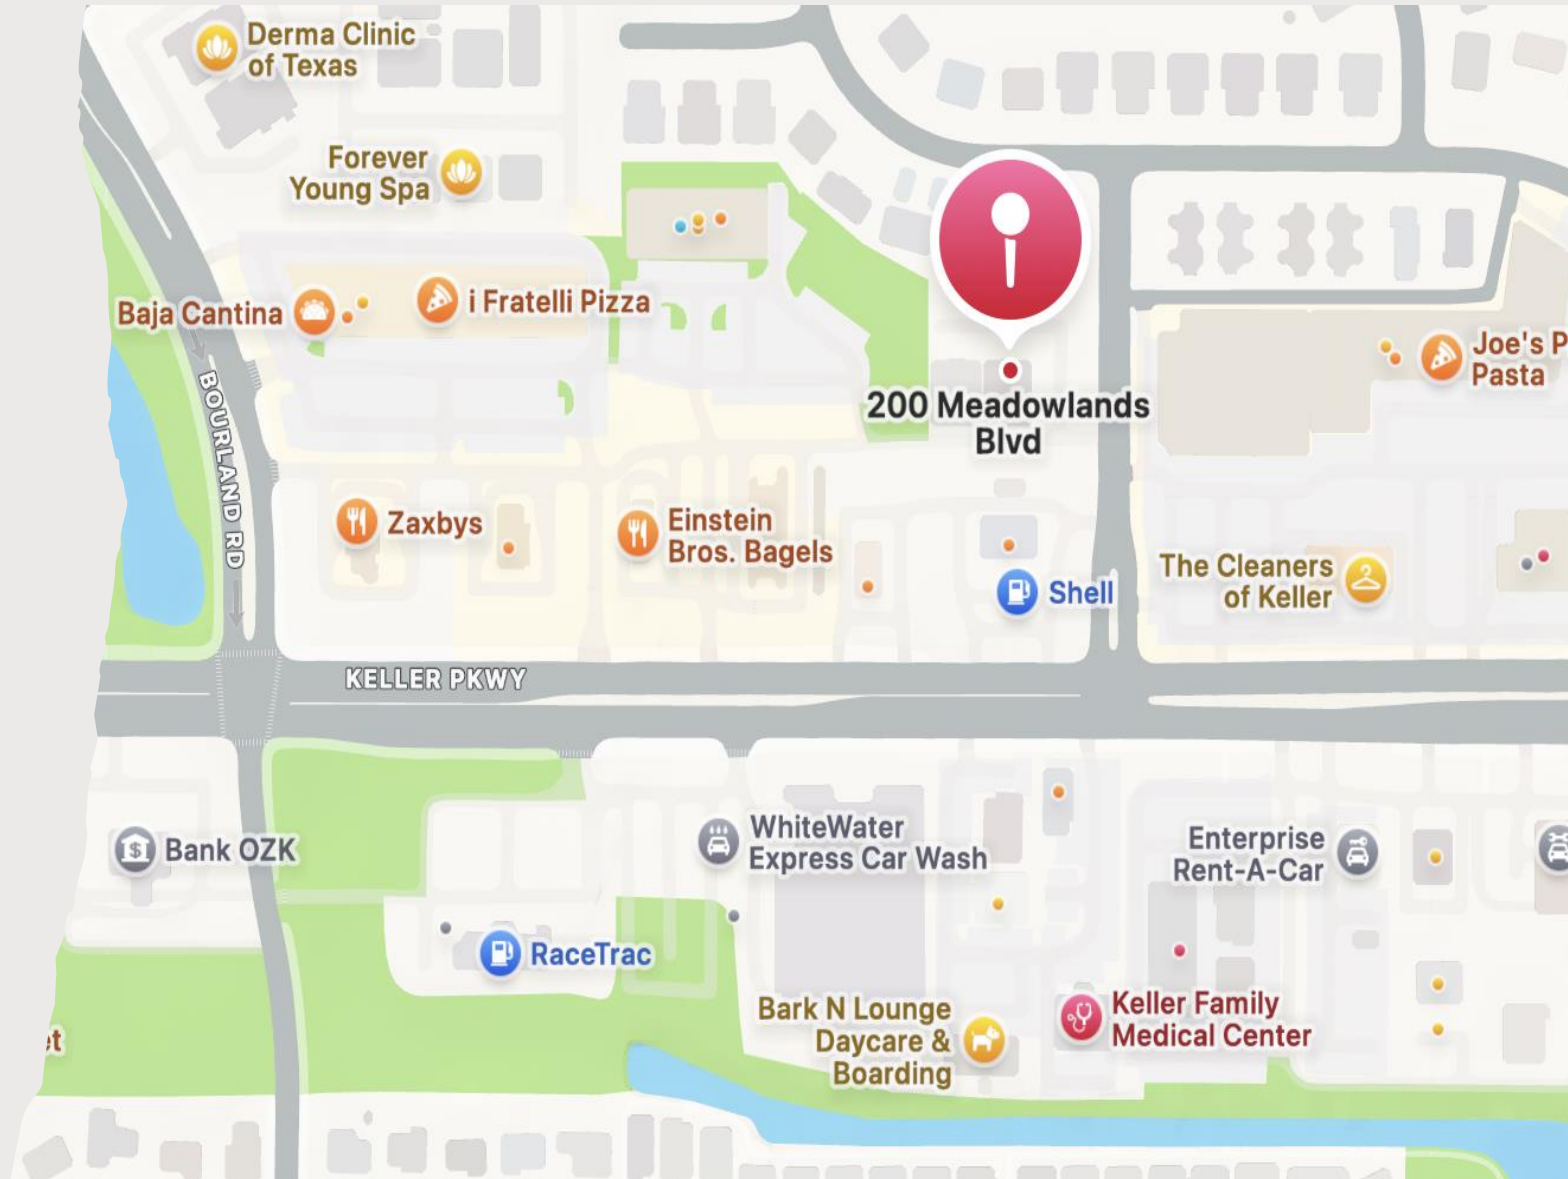 Derma Clinic
of Texas
Forever
Young Spa
Baja Cantina
i Fratelli Pizza
Joe's P
Pasta
200 Meadowlands
Blvd
BOURLAND RD
Zaxbys
Einstein
Bros. Bagels
Shell
The Cleaners
of Keller
KELLER PKWY
Bank OZK
WhiteWater
Express Car Wash
Enterprise
Rent-A-Car
RaceTrac
Bark N Lounge
Daycare &
Boarding
Keller Family
Medical Center